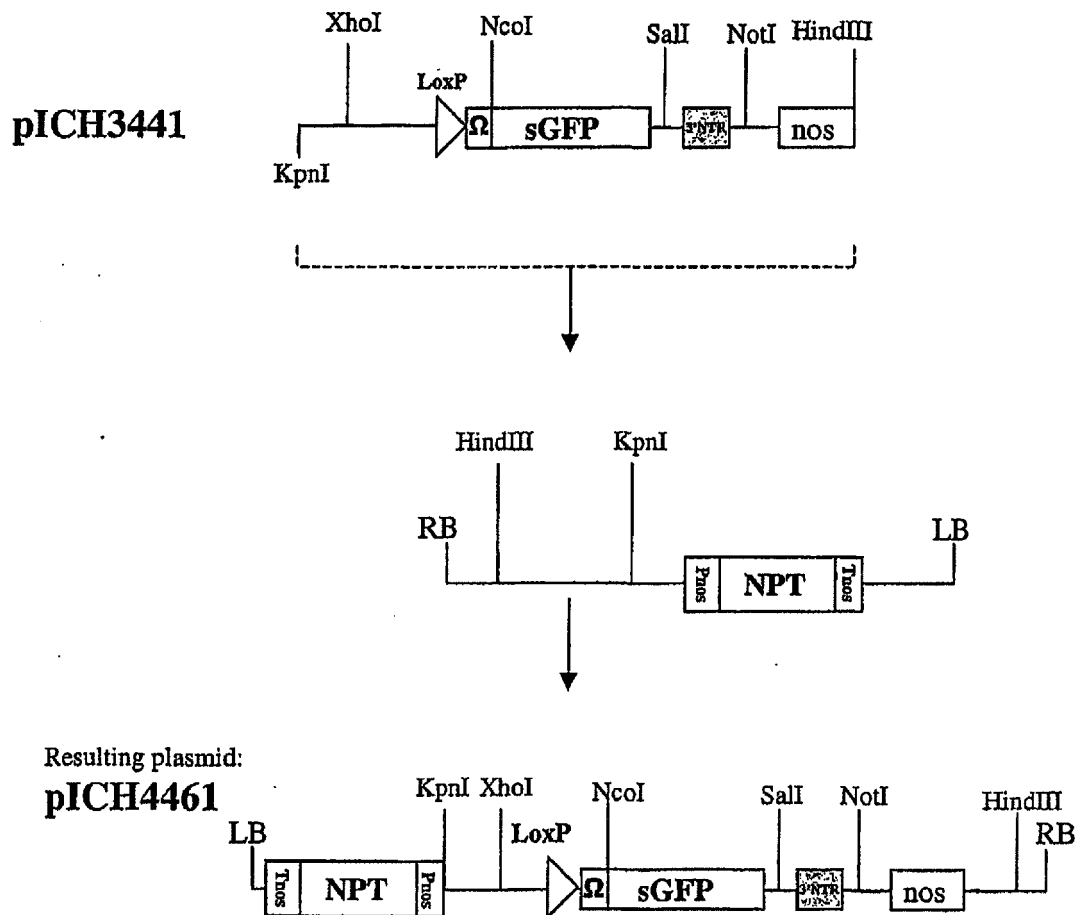 XhoI NcoI SalI NotI HindIII
LoxP
pICH3441
Ω sGFP 3'NTR nos
KpnI
HindIII KpnI
RB LB
Pnos NPT Tnos
Resulting plasmid:
pICH4461
KpnI XhoI NcoI SalI NotI HindIII
LB LoxP RB
Tnos NPT Pnos Ω sGFP 3'NTR nos